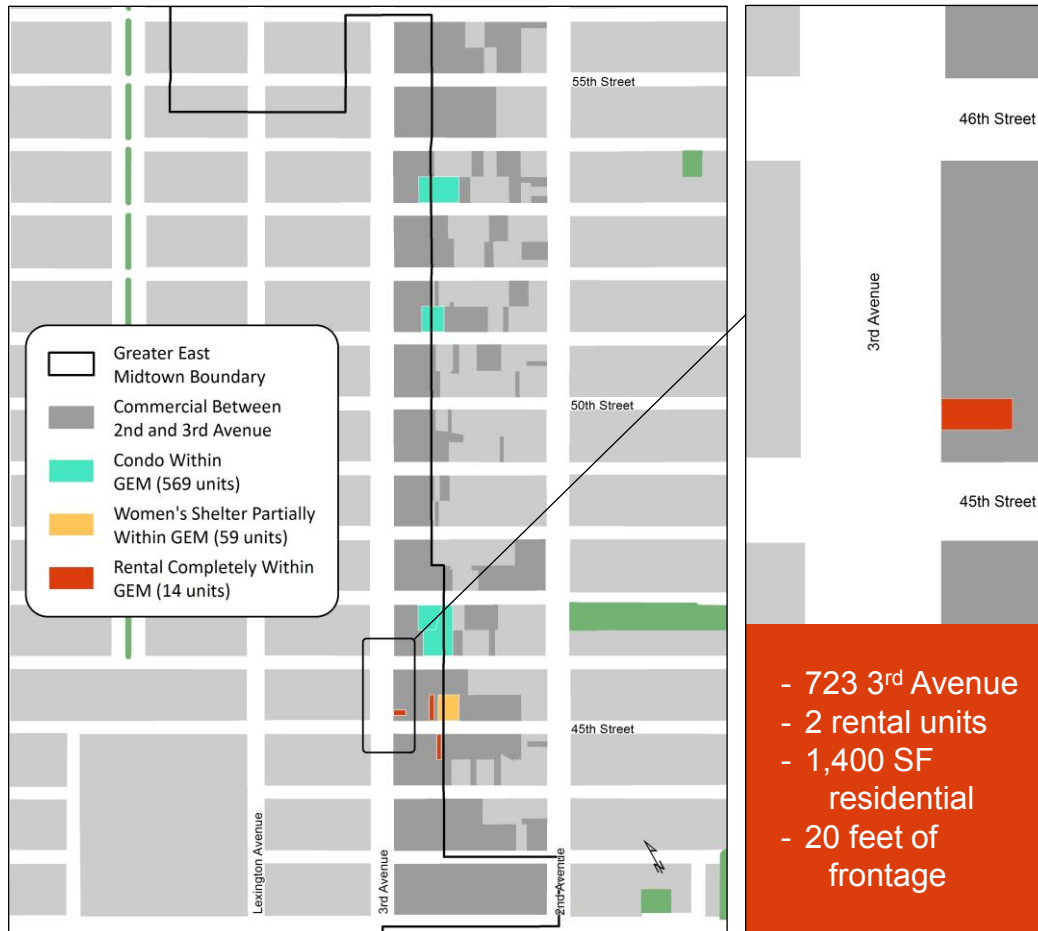 55th Street
50th Street
45th Street
Greater East
Midtown Boundary
Commercial Between
2nd and 3rd Avenue
Condo Within
GEM (569 units)
Women's Shelter Partially
Within GEM (59 units)
Rental Completely Within
GEM (14 units)
Lexington Avenue
3rd Avenue
2nd Avenue
N
46th Street
3rd Avenue
45th Street
- 723 3rd Avenue
- 2 rental units
- 1,400 SF
residential
- 20 feet of
frontage